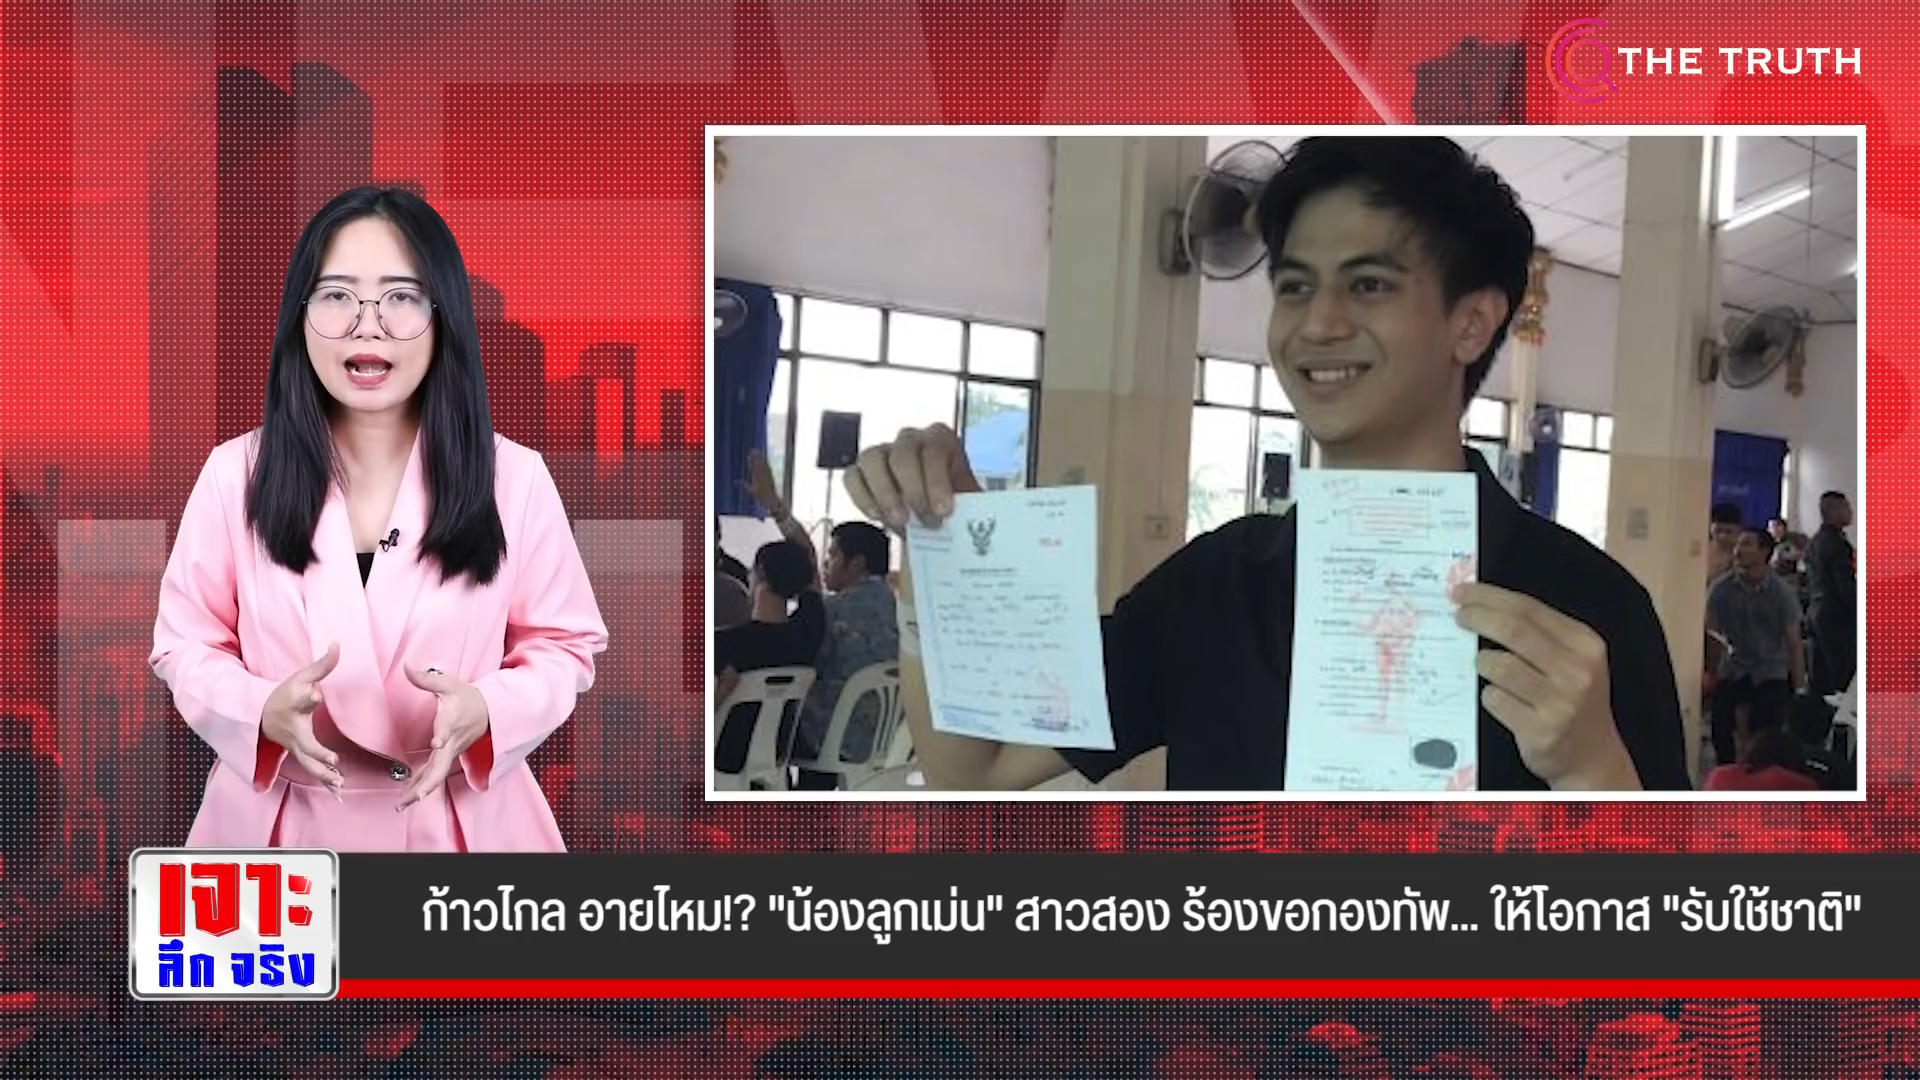 THE TRUTH
เจาะ
ลึก จริง
ก้าวไกล อายไหม!? "น้องลูกเม่น" สาวสอง ร้องขอกองทัพ... ให้โอกาส "รับใช้ชาติ"